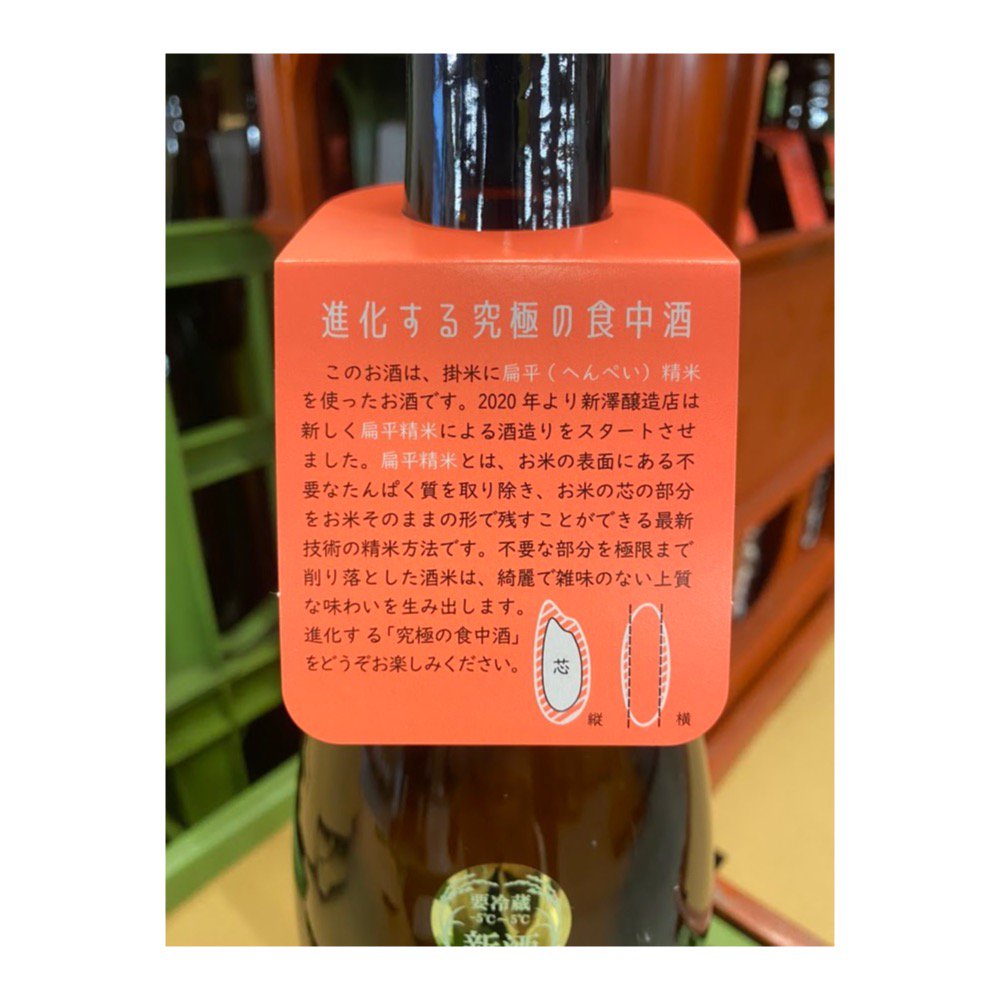 進化する究極の食中酒
このお酒は、掛米に扁平(へんぺい)精米
を使ったお酒です。2020年より新澤醸造店は
新しく扁平精米による酒造りをスタートさせ
ました。扁平精米とは、お米の表面にある不
要なたんぱく質を取り除き、お米の芯の部分
をお米そのままの形で残すことができる最新
技術の精米方法です。不要な部分を極限まで
削り落とした酒米は、綺麗で雑味のない上質
な味わいを生み出します。
進化する「究極の食中酒」
をどうぞお楽しみください。
芯
縦
横
要冷蔵
-5℃~5℃
新酒